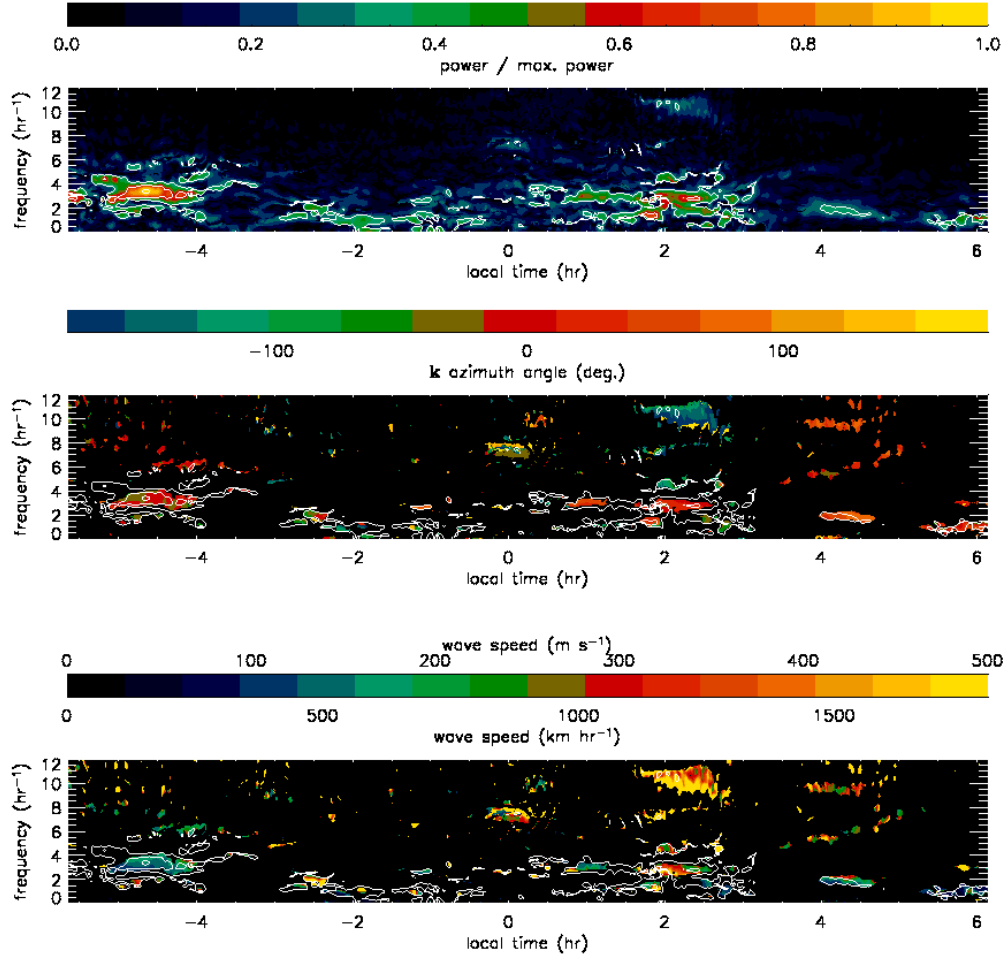 0.0 0.2 0.4 0.6 0.8 1.0
power / max. power
12
10
8
6
4
2
0
frequency (hr⁻¹)
−4 −2 0 2 4 6
local time (hr)
−100 0 100
k azimuth angle (deg.)
12
10
8
6
4
2
0
frequency (hr⁻¹)
−4 −2 0 2 4 6
local time (hr)
wave speed (m s⁻¹)
0 100 200 300 400 500
0 500 1000 1500
wave speed (km hr⁻¹)
12
10
8
6
4
2
0
frequency (hr⁻¹)
−4 −2 0 2 4 6
local time (hr)